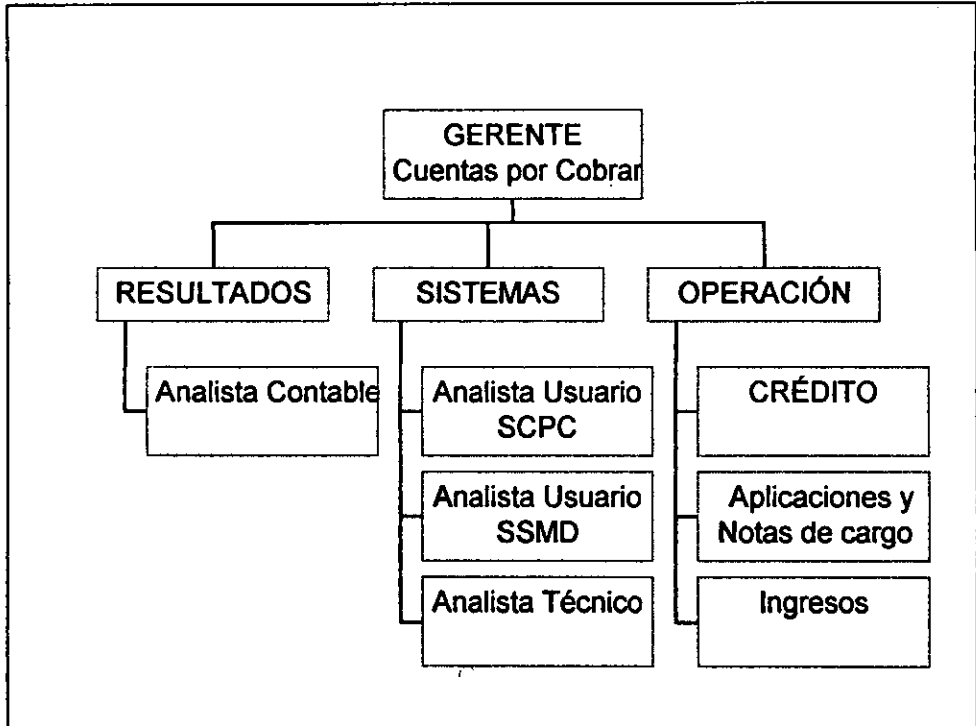 GERENTE
Cuentas por Cobrar
RESULTADOS
Analista Contable
SISTEMAS
Analista Usuario
SCPC
Analista Usuario
SSMD
Analista Técnico
OPERACIÓN
CRÉDITO
Aplicaciones y
Notas de cargo
Ingresos